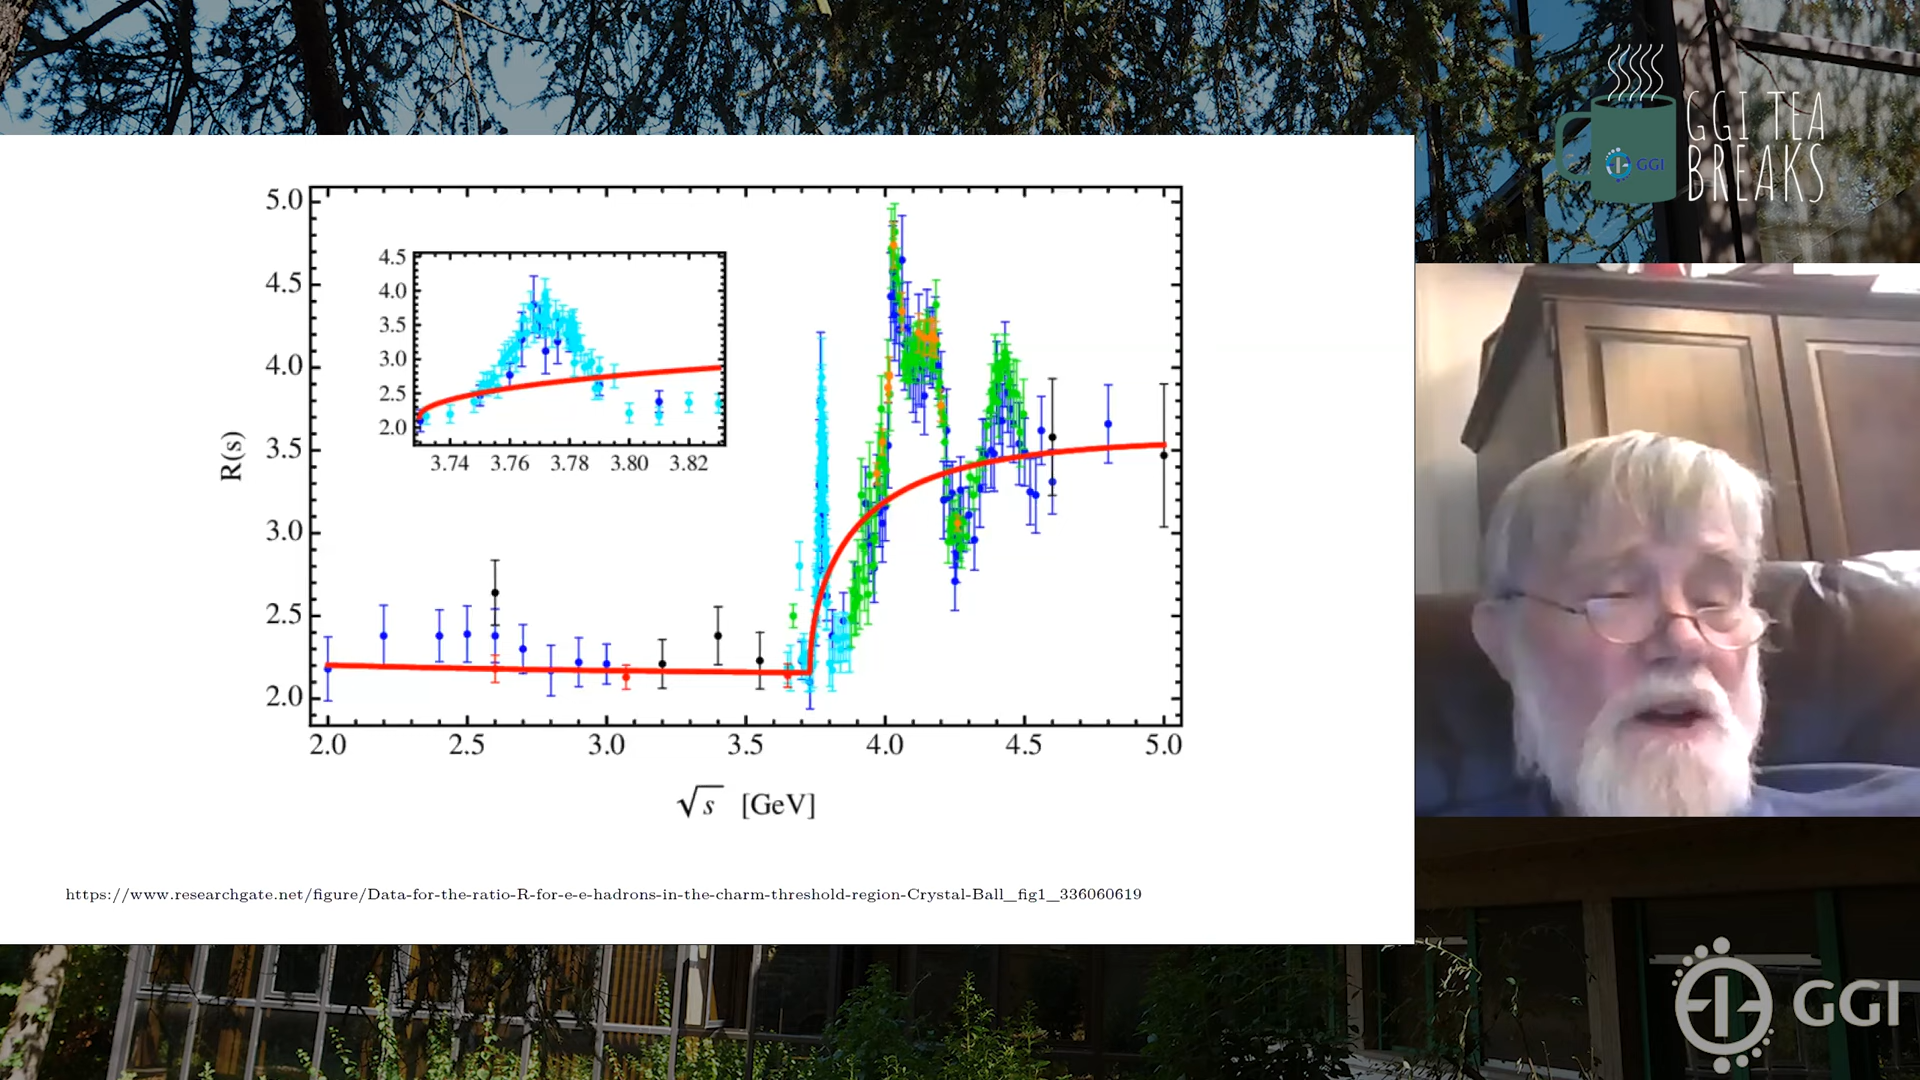 GGI TEA
BREAKS
GGI
5.0
4.5
4.0
3.5
3.0
2.5
2.0
R(s)
4.5
4.0
3.5
3.0
2.5
2.0
3.74 3.76 3.78 3.80 3.82
2.0 2.5 3.0 3.5 4.0 4.5 5.0
√s [GeV]
https://www.researchgate.net/figure/Data-for-the-ratio-R-for-e-e-hadrons-in-the-charm-threshold-region-Crystal-Ball_fig1_336060619
GGI